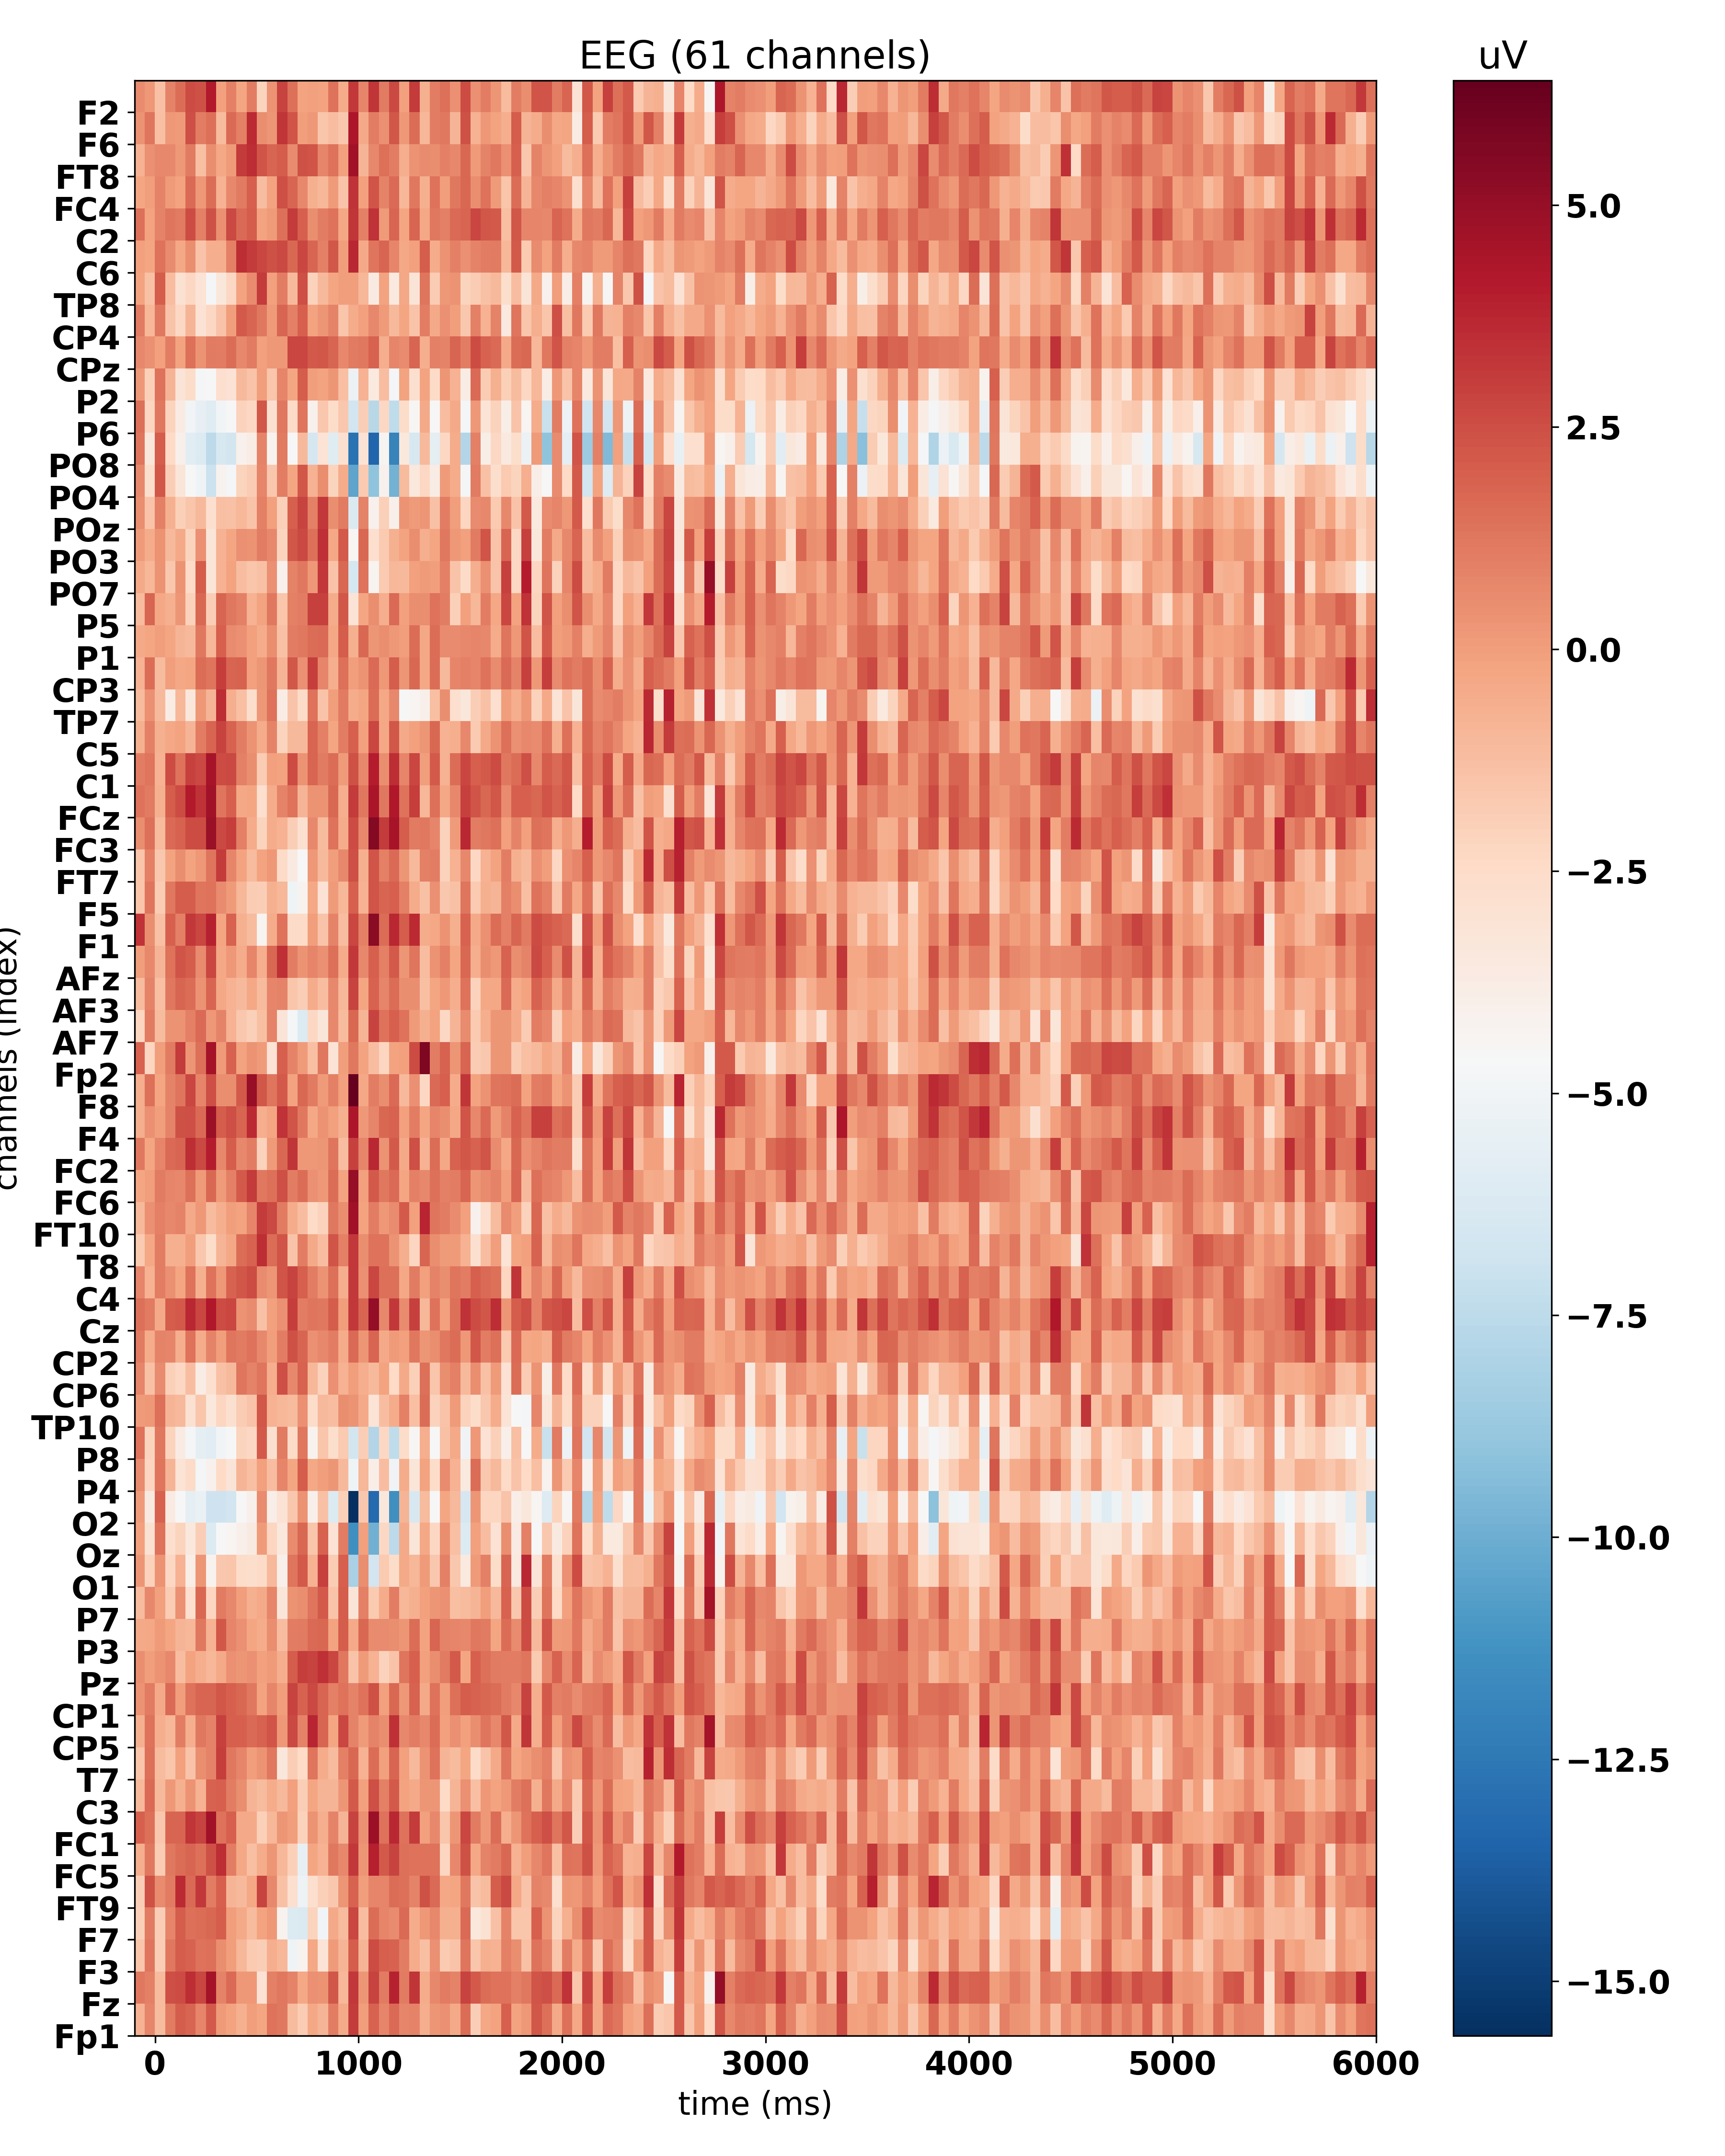 EEG (61 channels)
uV
F2
F6
FT8
FC4
C2
C6
TP8
CP4
CPz
P2
P6
PO8
PO4
POz
PO3
PO7
P5
P1
CP3
TP7
C5
C1
FCz
FC3
FT7
F5
F1
AFz
AF3
AF7
Fp2
F8
F4
FC2
FC6
FT10
T8
C4
Cz
CP2
CP6
TP10
P8
P4
O2
Oz
O1
P7
P3
Pz
CP1
CP5
T7
C3
FC1
FC5
FT9
F7
F3
Fz
Fp1
channels (index)
0 1000 2000 3000 4000 5000 6000
time (ms)
5.0
2.5
0.0
−2.5
−5.0
−7.5
−10.0
−12.5
−15.0